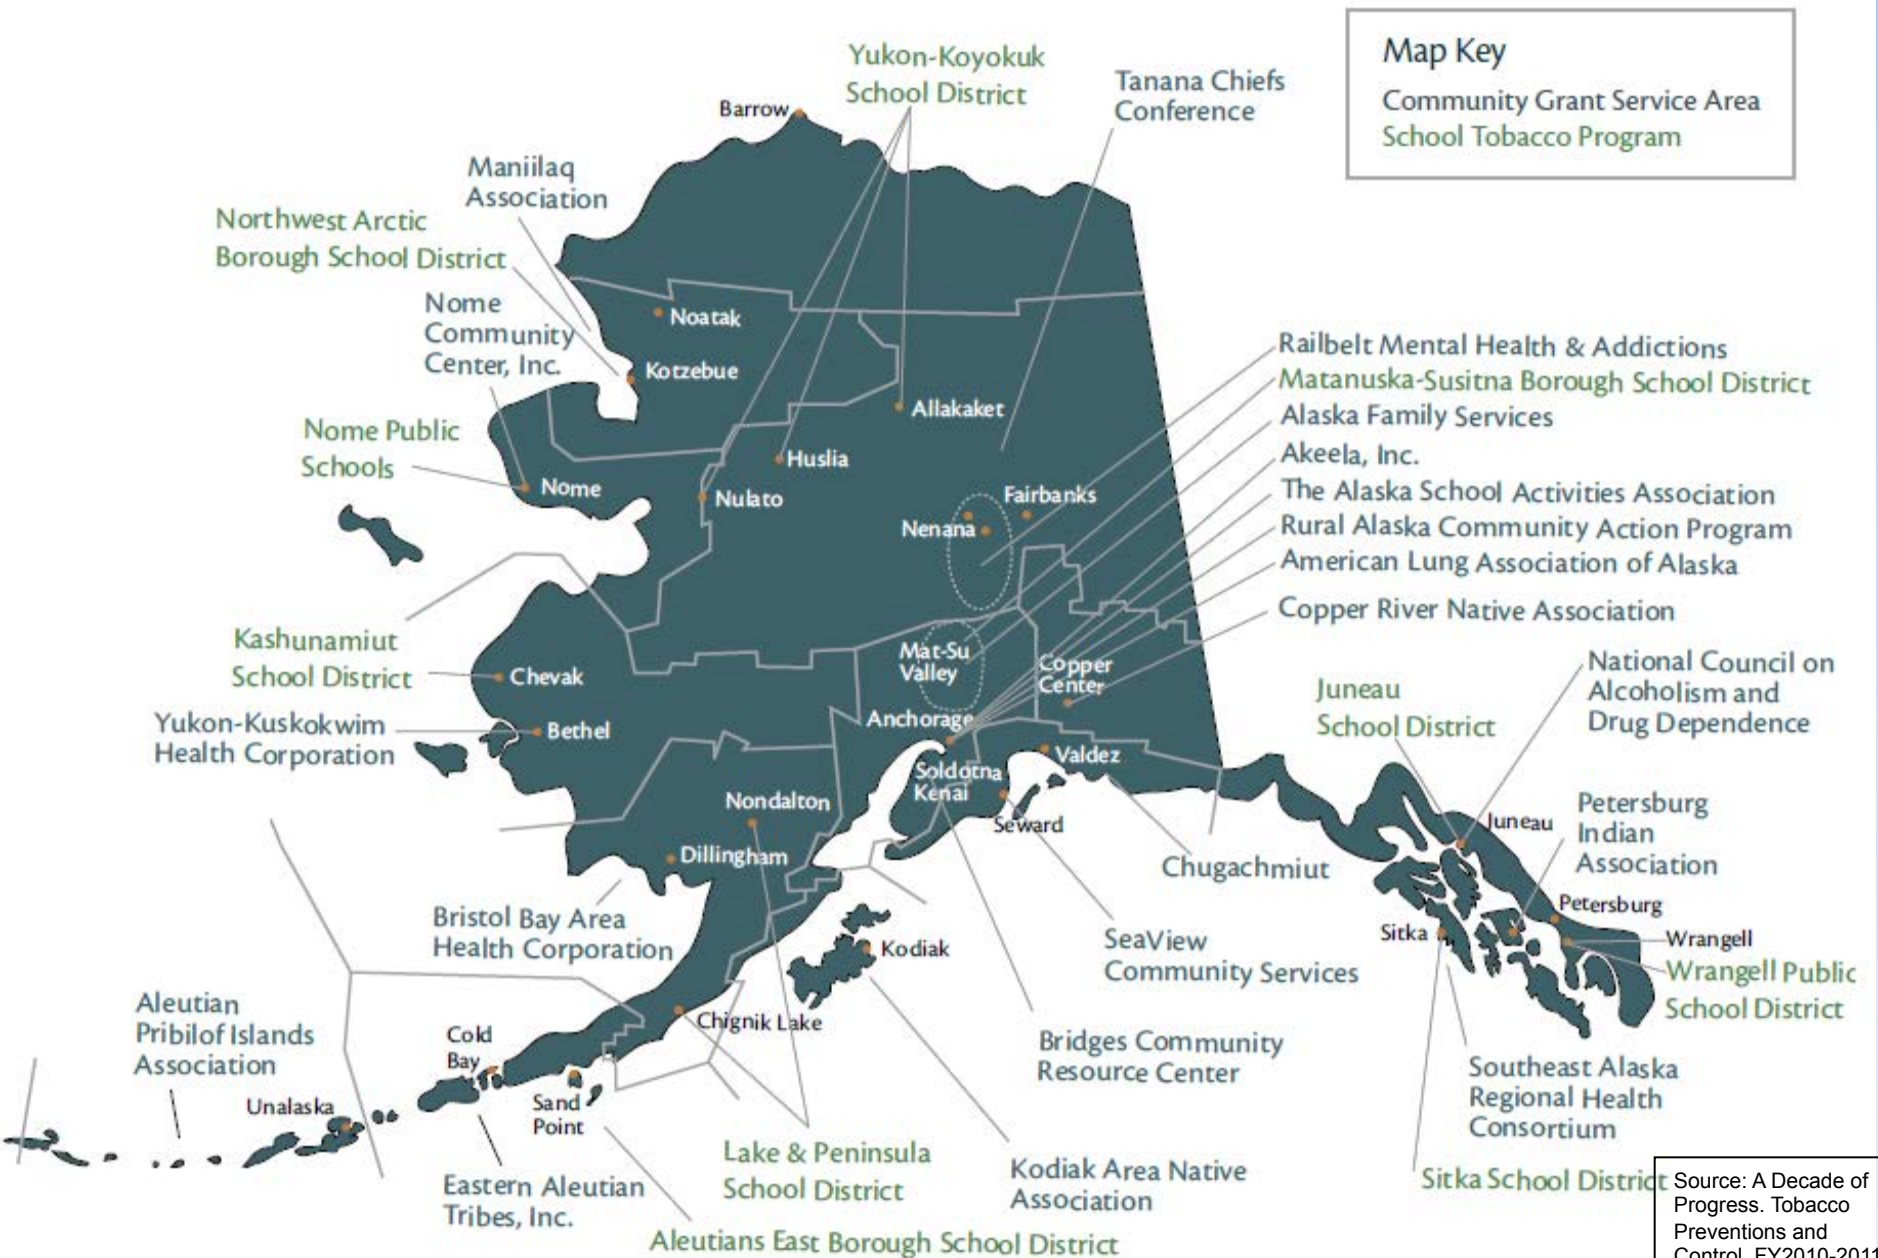 Map Key
Community Grant Service Area
School Tobacco Program
Yukon-Koyokuk
School District
Tanana Chiefs
Conference
Barrow
Maniilaq
Association
Northwest Arctic
Borough School District
Nome
Community
Center, Inc.
Noatak
Kotzebue
Allakaket
Nome Public
Schools
Huslia
Nome
Nulato
Fairbanks
Nenana
Railbelt Mental Health & Addictions
Matanuska-Susitna Borough School District
Alaska Family Services
Akeela, Inc.
The Alaska School Activities Association
Rural Alaska Community Action Program
American Lung Association of Alaska
Copper River Native Association
Kashunamiut
School District
Chevak
Yukon-Kuskokwim
Health Corporation
Bethel
Mat-Su
Valley
Copper
Center
Anchorage
Valdez
Soldotna
Kenai
Seward
Nondalton
Dillingham
National Council on
Alcoholism and
Drug Dependence
Juneau
School District
Juneau
Petersburg
Indian
Association
Chugachmiut
Petersburg
Sitka
Wrangell
Wrangell Public
School District
Bristol Bay Area
Health Corporation
Kodiak
SeaView
Community Services
Aleutian
Pribilof Islands
Association
Cold
Bay
Chignik Lake
Bridges Community
Resource Center
Southeast Alaska
Regional Health
Consortium
Unalaska
Sand
Point
Lake & Peninsula
School District
Kodiak Area Native
Association
Sitka School District
Eastern Aleutian
Tribes, Inc.
Aleutians East Borough School District
Source: A Decade of
Progress. Tobacco
Preventions and
Control, FY2010-2011